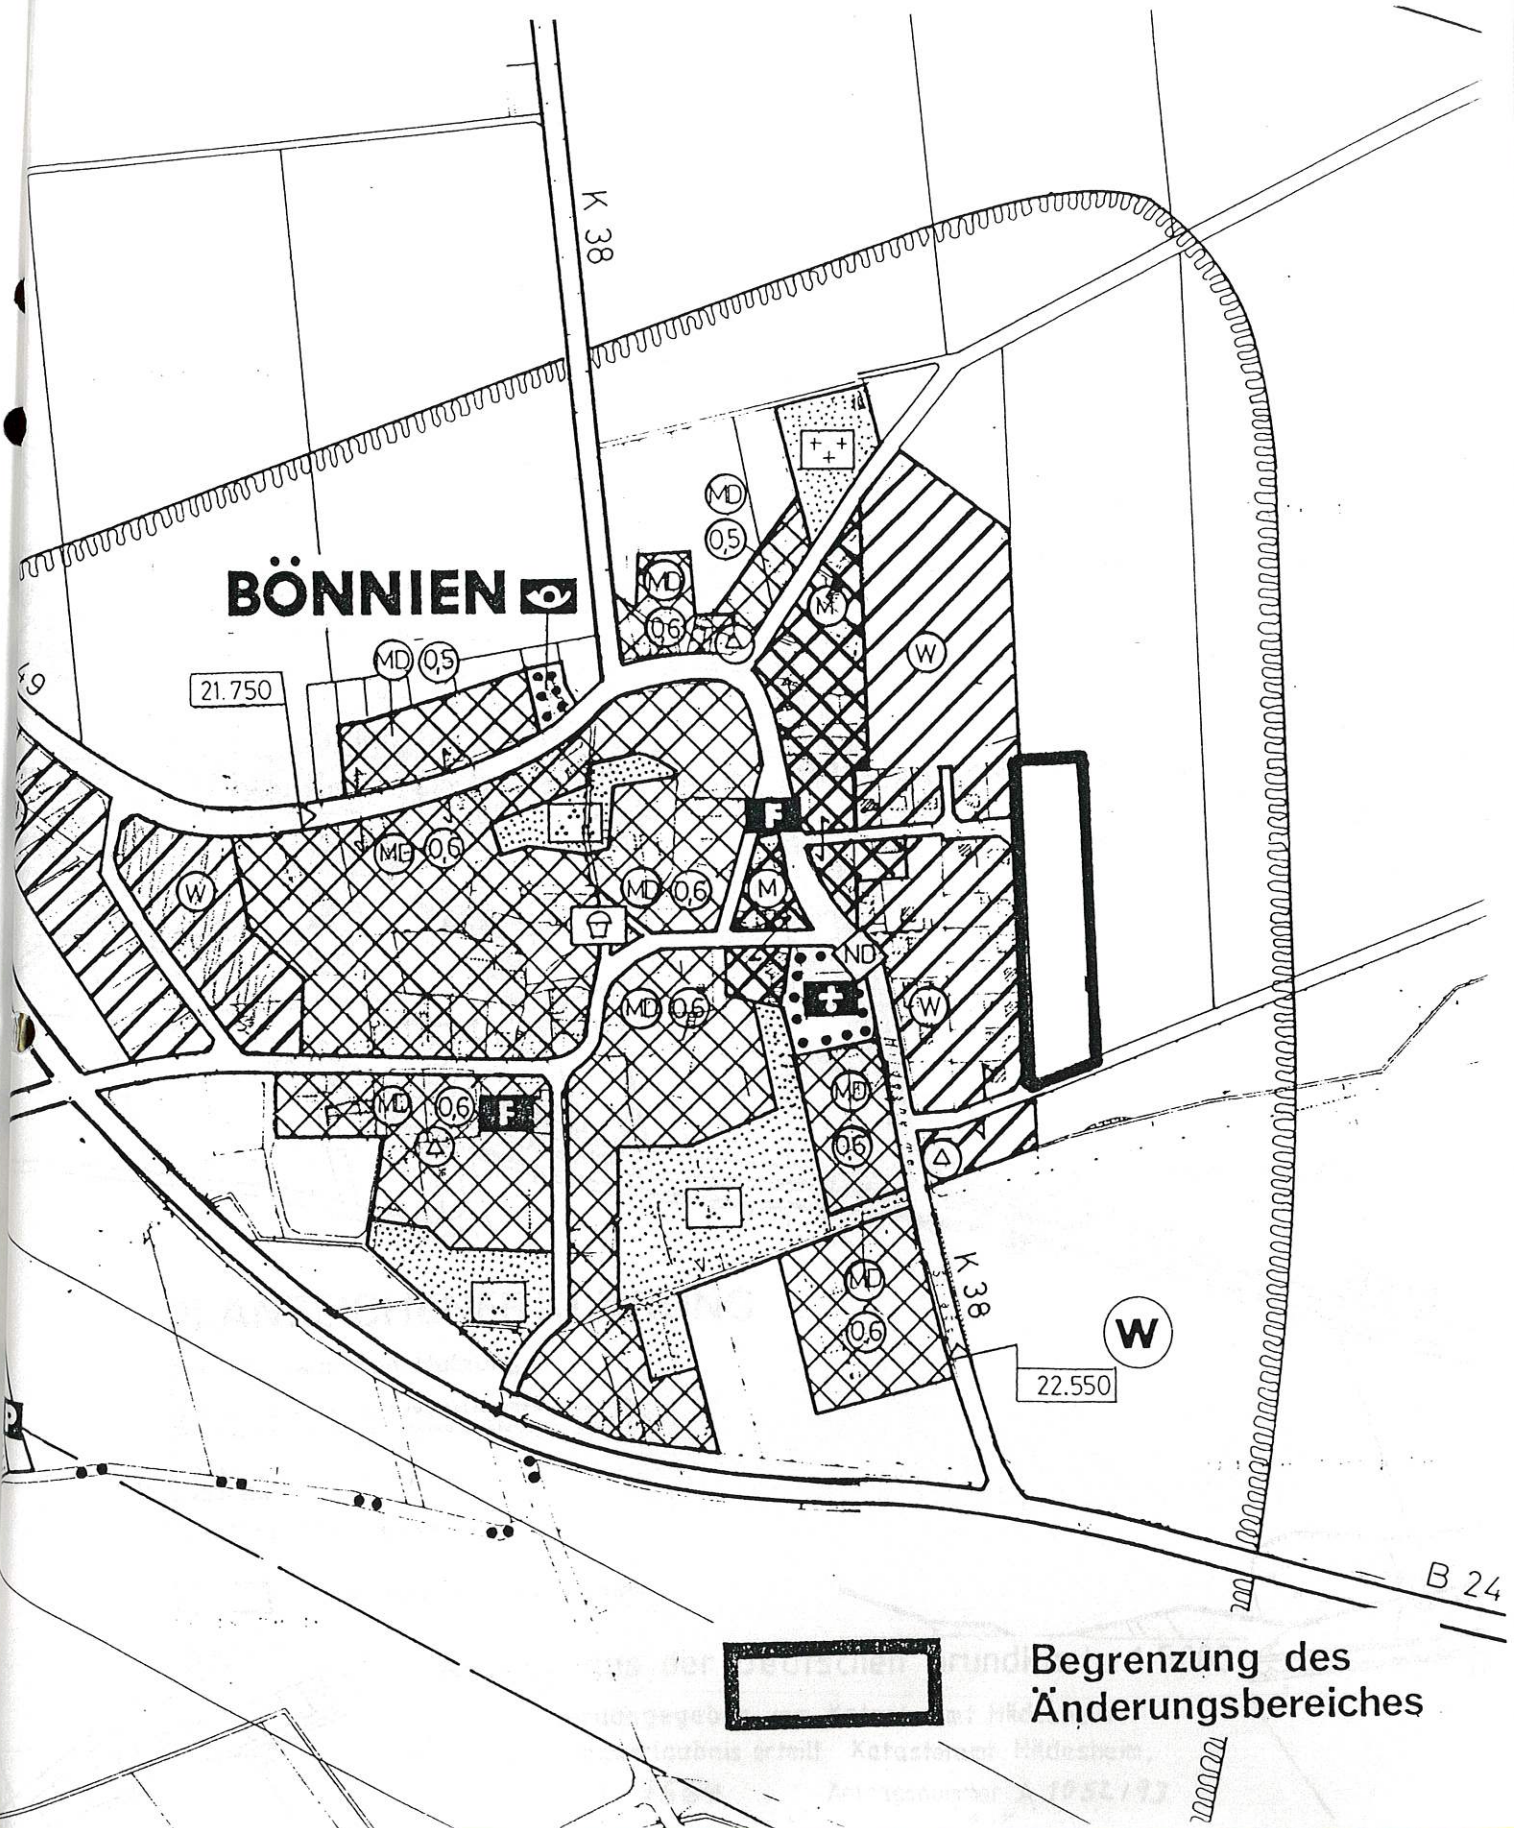 K 38
MD
0,5
BÖNNIEN
MD
0,6
M
W
MD 0,5
49
21.750
F
MD 0,6
W
MD 0,6
M
ND
MD 0,6
W
MD 0,6
F
MD
0,6
MD
0,6
K 38
W
22.550
P
B 24
Begrenzung des
Änderungsbereiches